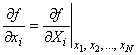 ∂f/∂x_i = ∂f/∂X_i |_{x_1, x_2, ..., x_N}